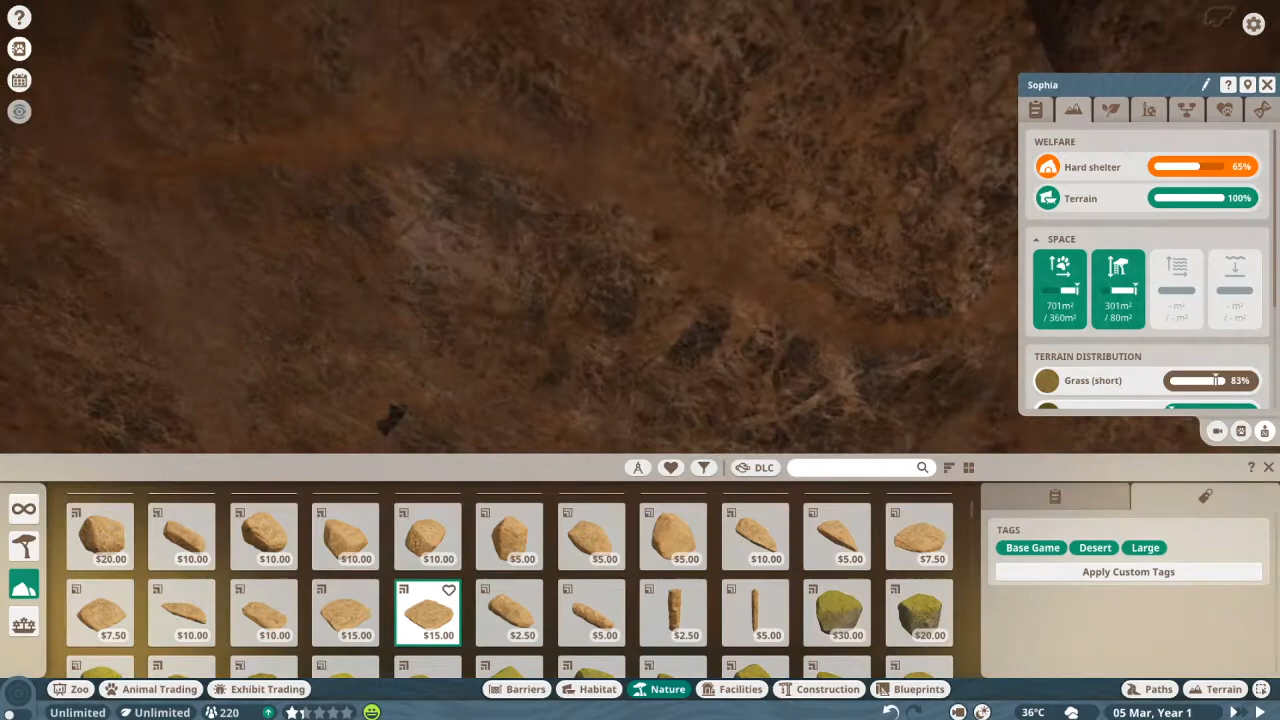 Sophia
WELFARE
Hard shelter 65%
Terrain 100%
SPACE
701m² / 360m²
301m² / 80m²
- m² / - m²
- m² / - m²
TERRAIN DISTRIBUTION
Grass (short) 83%
DLC
$20.00 $10.00 $10.00 $10.00 $10.00 $5.00 $5.00 $5.00 $10.00 $5.00 $7.50
$7.50 $10.00 $10.00 $15.00 $15.00 $2.50 $5.00 $2.50 $5.00 $30.00 $20.00
TAGS
Base Game Desert Large
Apply Custom Tags
Zoo Animal Trading Exhibit Trading Barriers Habitat Nature Facilities Construction Blueprints Paths Terrain
Unlimited Unlimited 220 36°C 05 Mar, Year 1